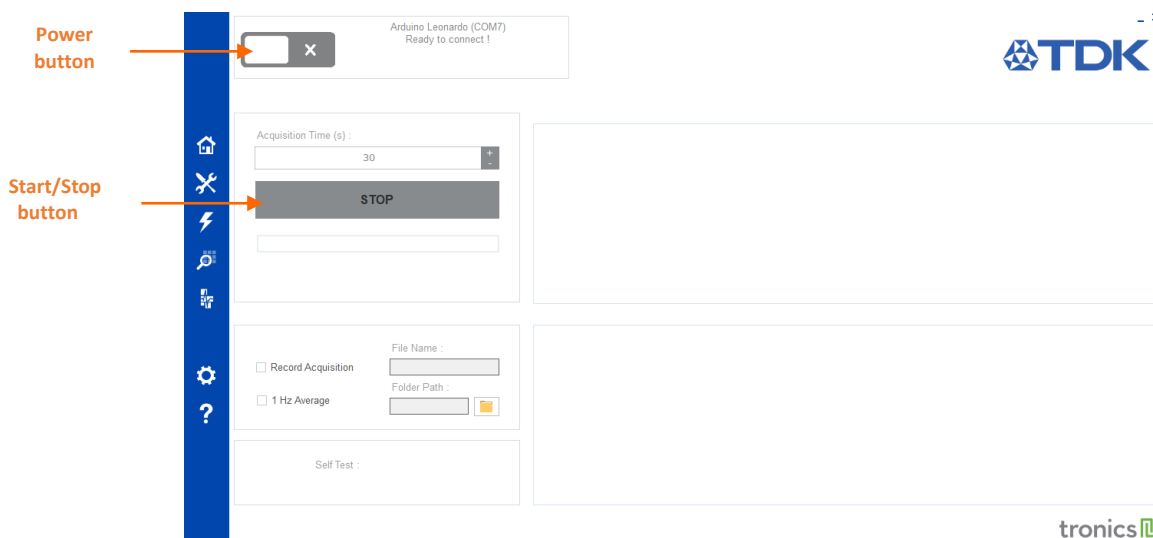 Power
button
Arduino Leonardo (COM7)
Ready to connect !
TDK
Acquisition Time (s) :
30
+
-
Start/Stop
button
STOP
File Name :
Record Acquisition
Folder Path :
1 Hz Average
?
Self Test :
tronics